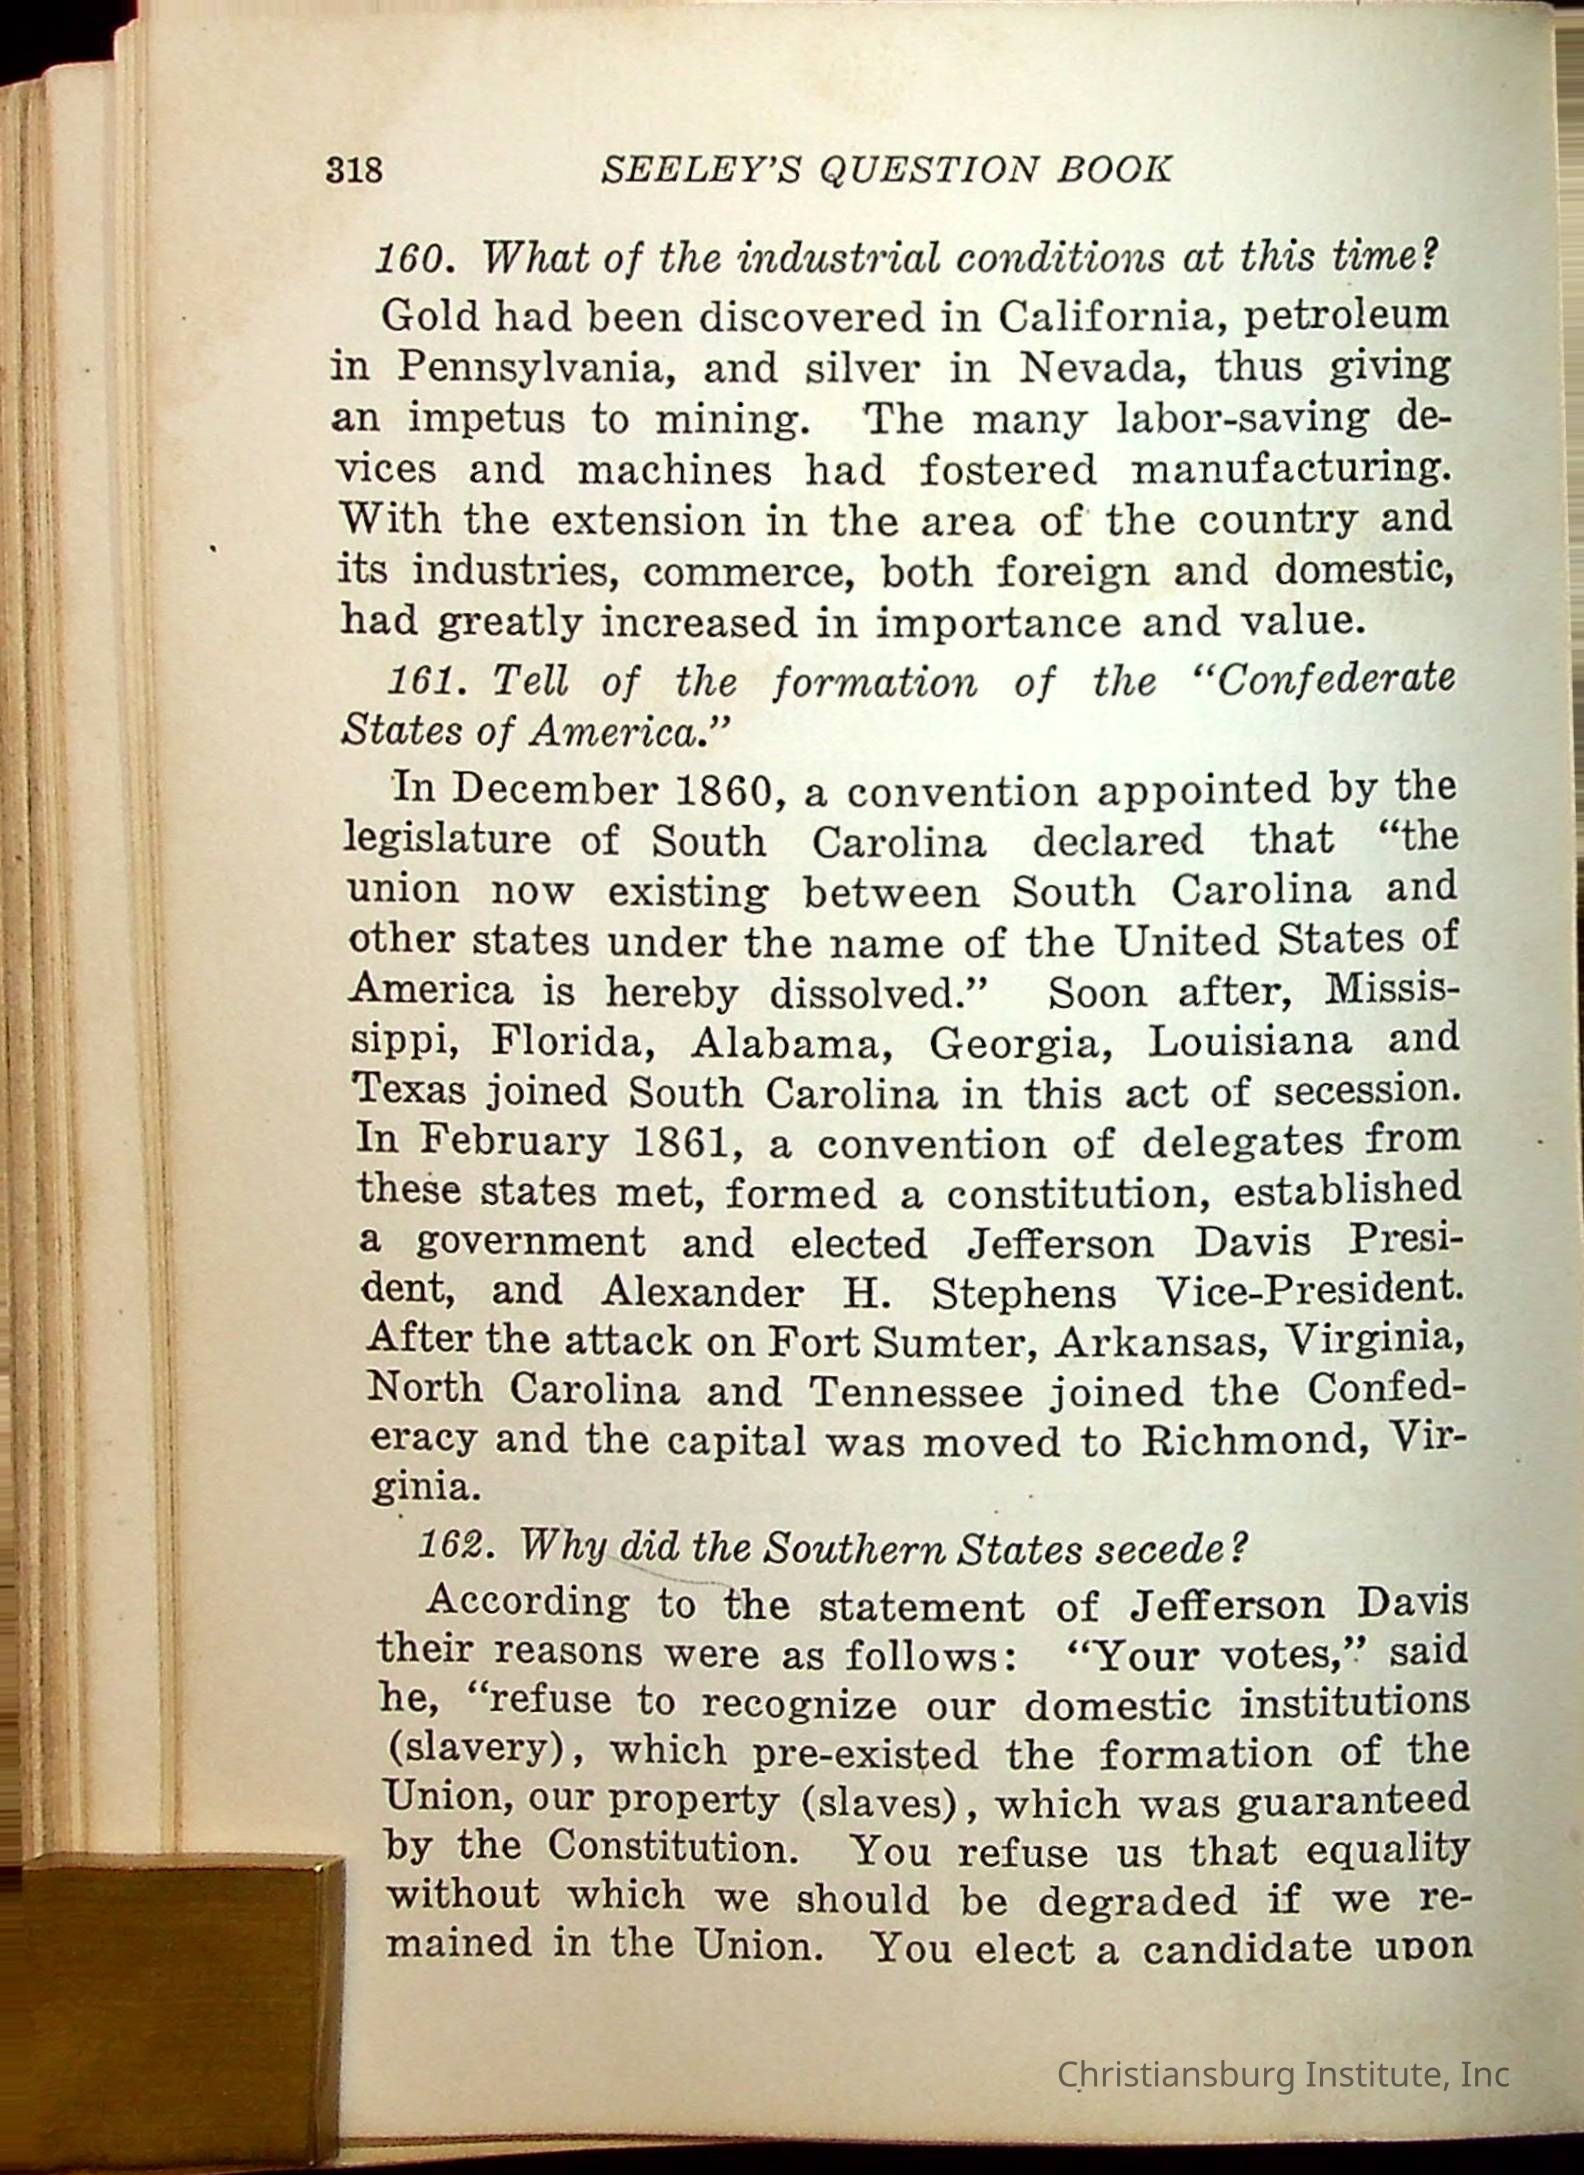 318 SEELEY'S QUESTION BOOK
160. What of the industrial conditions at this time?
Gold had been discovered in California, petroleum
in Pennsylvania, and silver in Nevada, thus giving
an impetus to mining. The many labor-saving de-
vices and machines had fostered manufacturing.
With the extension in the area of the country and
its industries, commerce, both foreign and domestic,
had greatly increased in importance and value.
161. Tell of the formation of the “Confederate
States of America.”
In December 1860, a convention appointed by the
legislature of South Carolina declared that “the
union now existing between South Carolina and
other states under the name of the United States of
America is hereby dissolved.” Soon after, Missis-
sippi, Florida, Alabama, Georgia, Louisiana and
Texas joined South Carolina in this act of secession.
In February 1861, a convention of delegates from
these states met, formed a constitution, established
a government and elected Jefferson Davis Presi-
dent, and Alexander H. Stephens Vice-President.
After the attack on Fort Sumter, Arkansas, Virginia,
North Carolina and Tennessee joined the Confed-
eracy and the capital was moved to Richmond, Vir-
ginia.
162. Why did the Southern States secede?
According to the statement of Jefferson Davis
their reasons were as follows: “Your votes,” said
he, “refuse to recognize our domestic institutions
(slavery), which pre-existed the formation of the
Union, our property (slaves), which was guaranteed
by the Constitution. You refuse us that equality
without which we should be degraded if we re-
mained in the Union. You elect a candidate upon
Christiansburg Institute, Inc